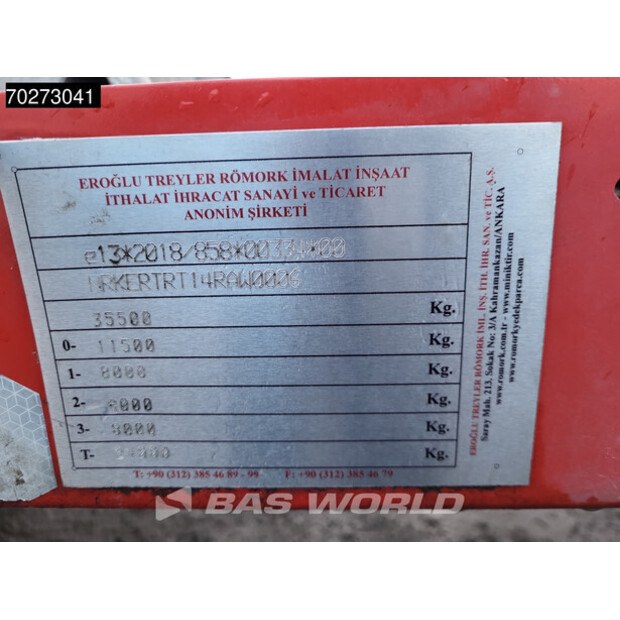 70273041
EROĞLU TREYLER RÖMORK İMALAT İNŞAAT
İTHALAT İHRACAT SANAYİ ve TİCARET
ANONİM ŞİRKETİ
e13*2018/858*00334*00
35500 Kg.
0- 11500 Kg.
1- 8000 Kg.
2- 8000 Kg.
3- 8000 Kg.
T- Kg.
T: +90 (312) 385 46 89 - 99 F: +90 (312) 385 46 79
EROĞLU TREYLER RÖMORK İML. İNŞ. İTH. İHR. SAN. ve TİC. A.Ş.
Saray Mah. 213. Sokak No: 3/A Kahramankazan/ANKARA
www.romork.com.tr - www.miniktir.com
www.romorkyedekparca.com
BAS WORLD